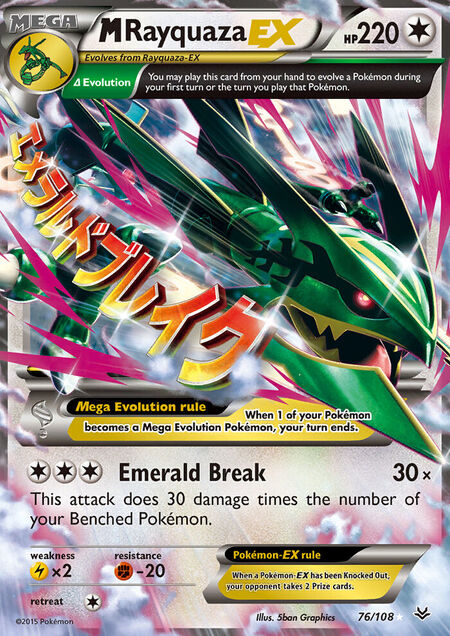 MEGA
M Rayquaza EX
HP 220
Evolves from Rayquaza-EX
Δ Evolution
You may play this card from your hand to evolve a Pokémon during
your first turn or the turn you play that Pokémon.
エメラルドブレイク
Mega Evolution rule
When 1 of your Pokémon
becomes a Mega Evolution Pokémon, your turn ends.
Emerald Break 30×
This attack does 30 damage times the number of
your Benched Pokémon.
weakness
×2
resistance
-20
retreat
Pokémon-EX rule
When a Pokémon-EX has been Knocked Out,
your opponent takes 2 Prize cards.
©2015 Pokémon
Illus. 5ban Graphics
76/108